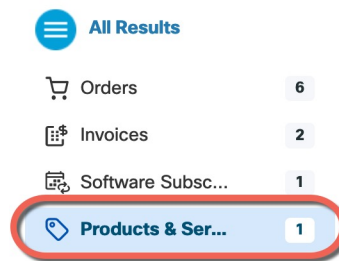 All Results
Orders 6
Invoices 2
Software Subsc... 1
Products & Ser... 1